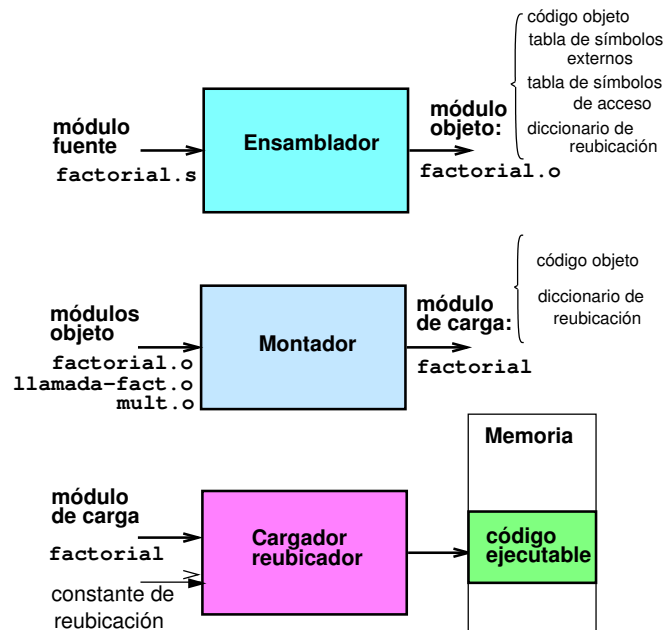 código objeto
tabla de símbolos
externos
tabla de símbolos
de acceso
diccionario de
reubicación
módulo
objeto:
factorial.o
módulo
fuente
factorial.s
Ensamblador
código objeto
diccionario de
reubicación
módulo
de carga:
factorial
módulos
objeto
factorial.o
llamada-fact.o
mult.o
Montador
Memoria
módulo
de carga
factorial
constante de
reubicación
Cargador
reubicador
código
ejecutable